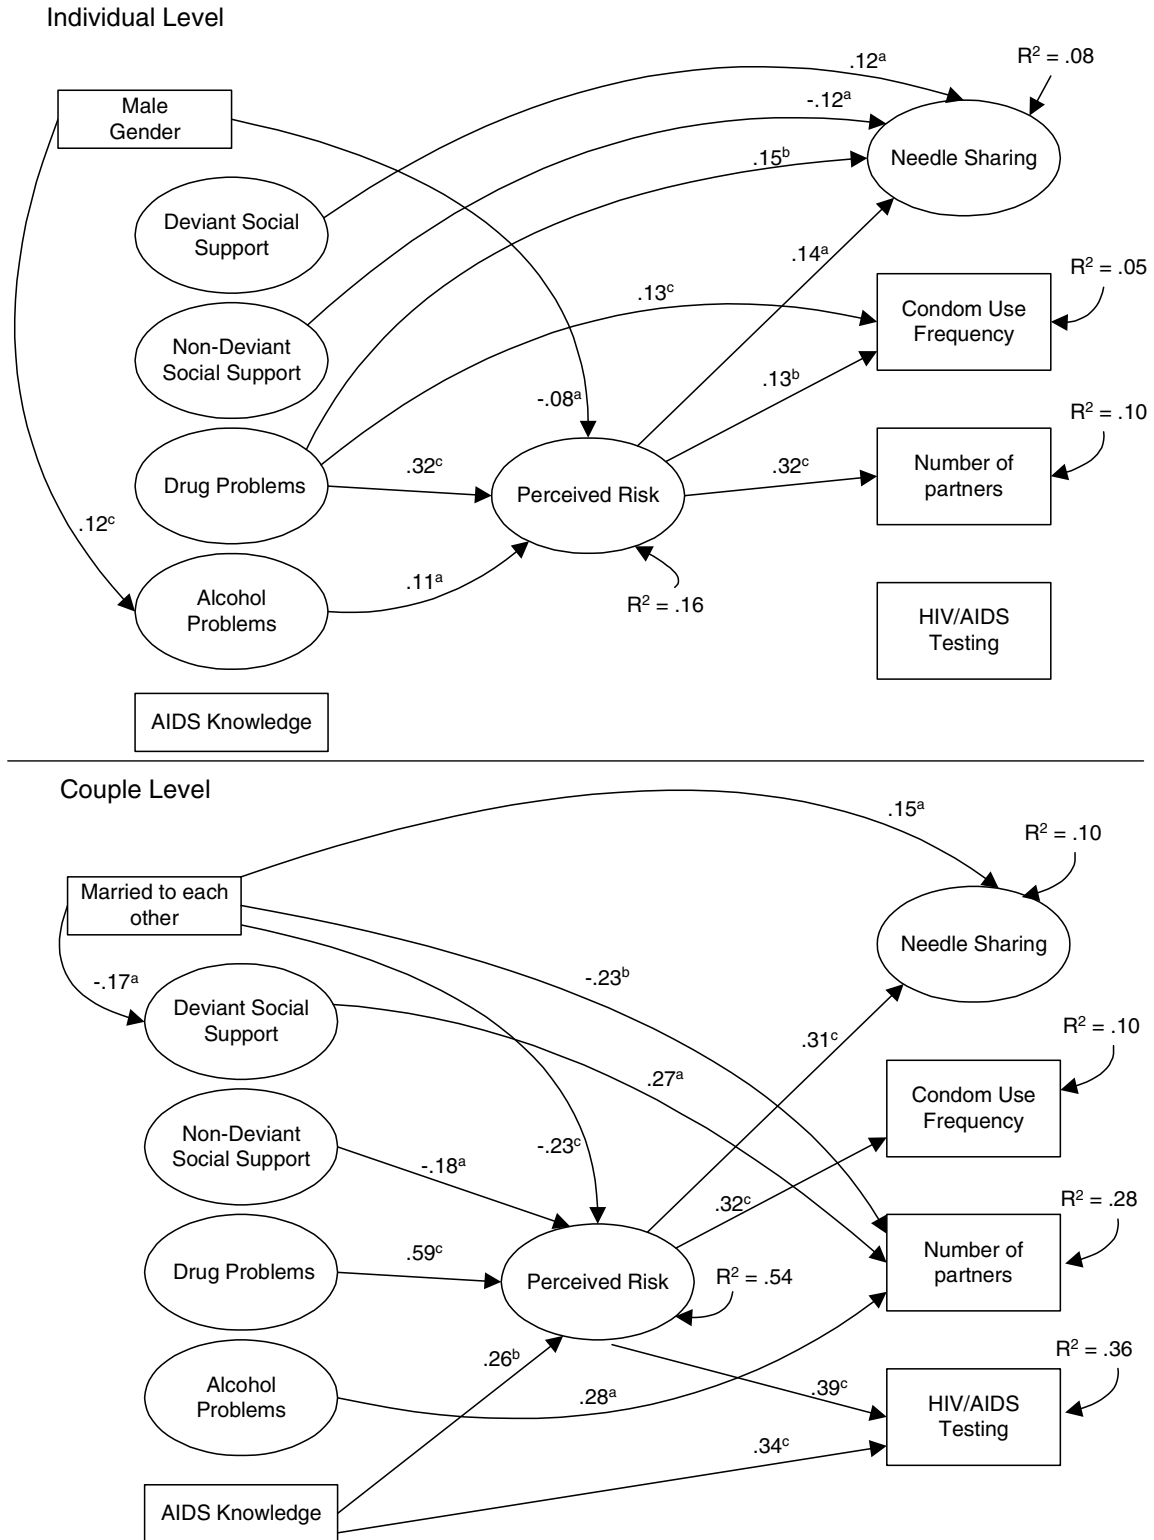 Individual Level
.12ᵃ
R² = .08
Male
Gender
-.12ᵃ
.15ᵇ
Needle Sharing
Deviant Social
Support
.14ᵃ
R² = .05
.13ᶜ
Condom Use
Frequency
Non-Deviant
Social Support
.13ᵇ
-.08ᵃ
R² = .10
Drug Problems
.32ᶜ
Perceived Risk
.32ᶜ
Number of
partners
.12ᶜ
.11ᵃ
R² = .16
Alcohol
Problems
HIV/AIDS
Testing
AIDS Knowledge
Couple Level
.15ᵃ
R² = .10
Married to each
other
Needle Sharing
-.17ᵃ
-.23ᵇ
Deviant Social
Support
.31ᶜ
R² = .10
.27ᵃ
Condom Use
Frequency
Non-Deviant
Social Support
-.23ᶜ
-.18ᵃ
.32ᶜ
R² = .28
Drug Problems
.59ᶜ
Perceived Risk
R² = .54
Number of
partners
.26ᵇ
R² = .36
Alcohol
Problems
.28ᵃ
.39ᶜ
HIV/AIDS
Testing
.34ᶜ
AIDS Knowledge